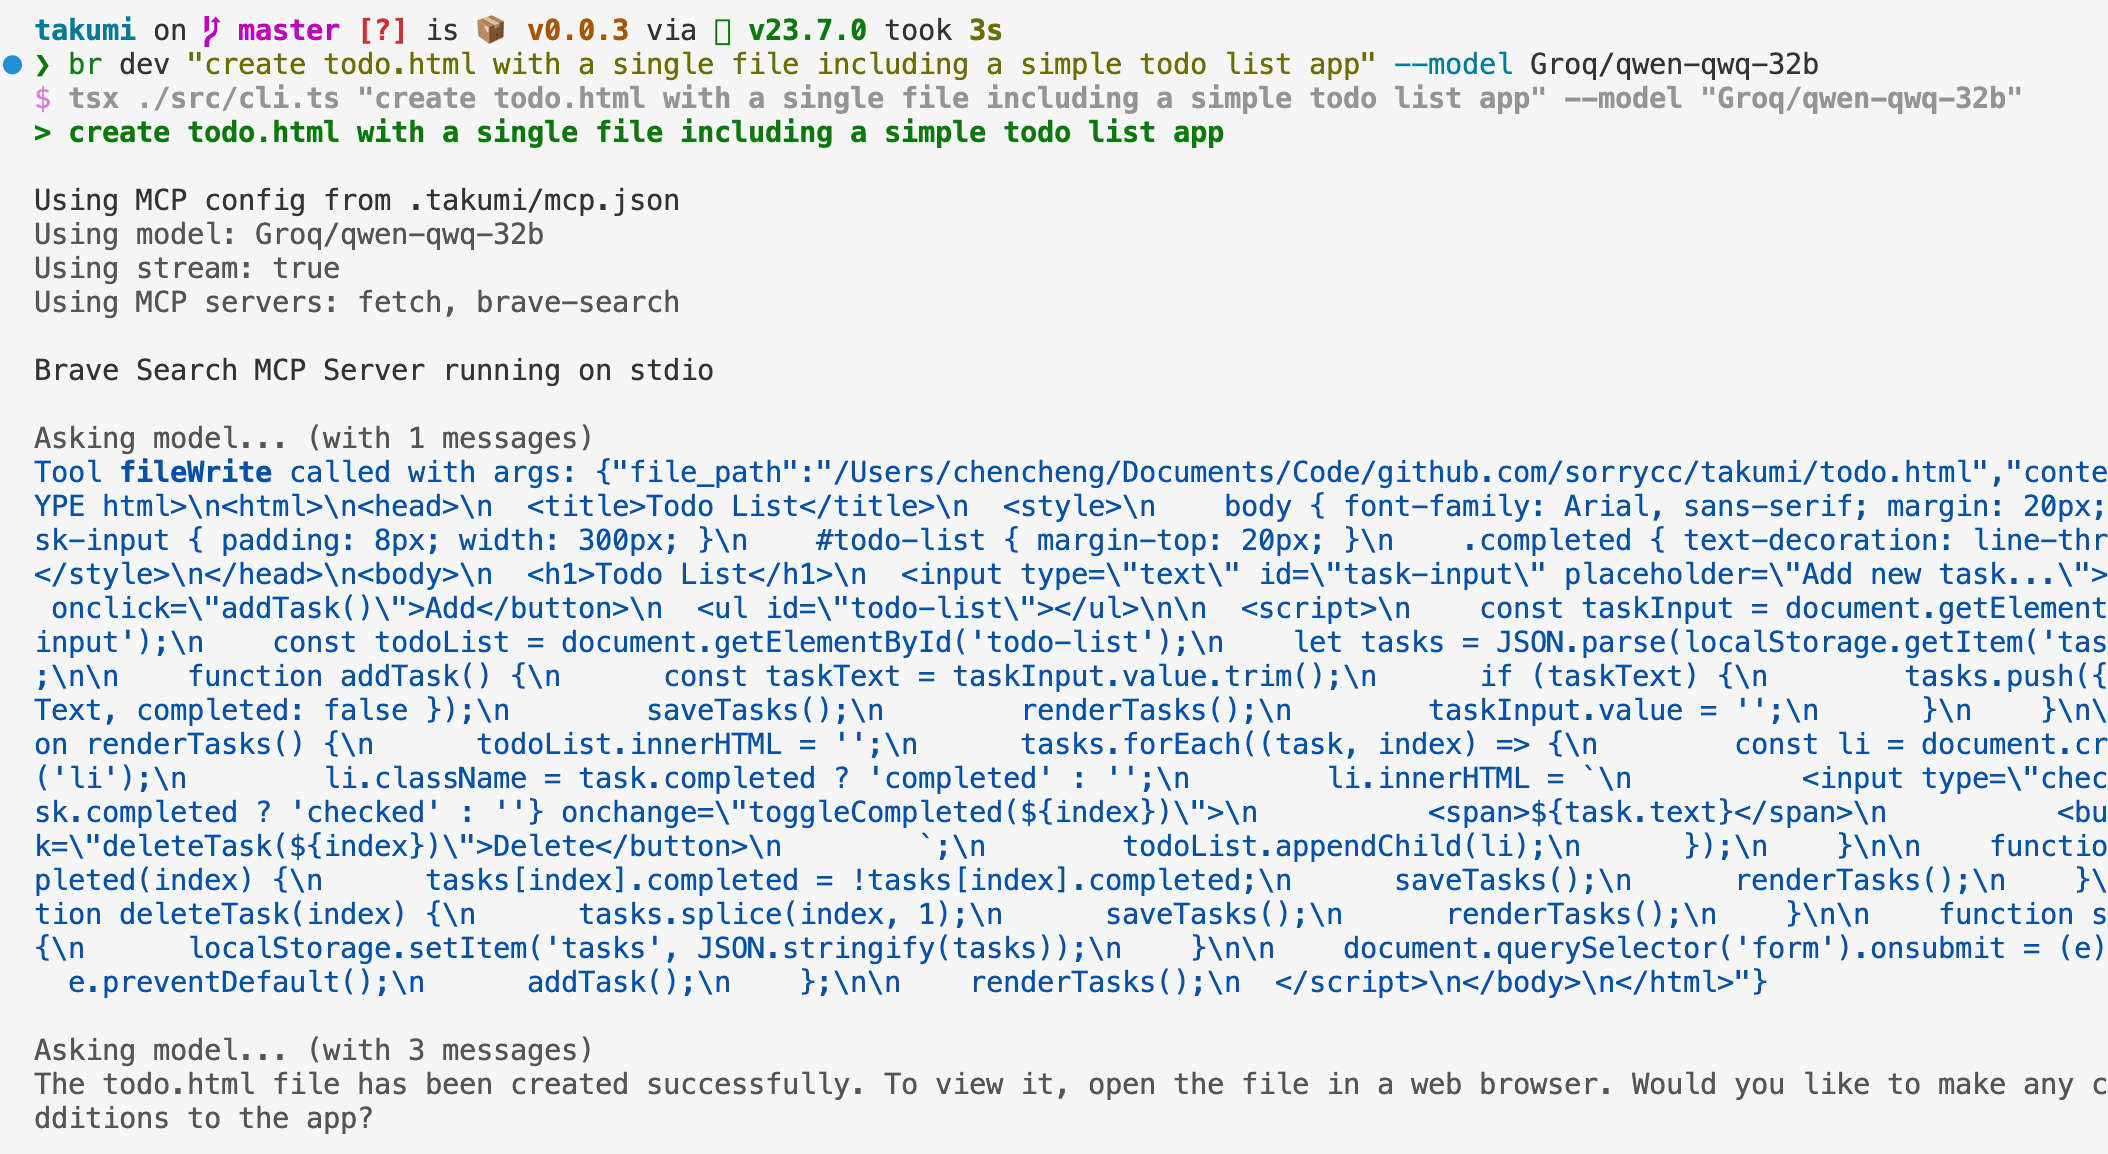 takumi on master [?] is 📦 v0.0.3 via v23.7.0 took 3s
❯ br dev "create todo.html with a single file including a simple todo list app" --model Groq/qwen-qwq-32b
$ tsx ./src/cli.ts "create todo.html with a single file including a simple todo list app" --model "Groq/qwen-qwq-32b"
> create todo.html with a single file including a simple todo list app
Using MCP config from .takumi/mcp.json
Using model: Groq/qwen-qwq-32b
Using stream: true
Using MCP servers: fetch, brave-search
Brave Search MCP Server running on stdio
Asking model... (with 1 messages)
Tool fileWrite called with args: {"file_path":"/Users/chencheng/Documents/Code/github.com/sorrycc/takumi/todo.html","conte
YPE html>\n<html>\n<head>\n  <title>Todo List</title>\n  <style>\n    body { font-family: Arial, sans-serif; margin: 20px;
sk-input { padding: 8px; width: 300px; }\n    #todo-list { margin-top: 20px; }\n    .completed { text-decoration: line-thr
</style>\n</head>\n<body>\n  <h1>Todo List</h1>\n  <input type=\"text\" id=\"task-input\" placeholder=\"Add new task...\">
 onclick=\"addTask()\">Add</button>\n  <ul id=\"todo-list\"></ul>\n\n  <script>\n    const taskInput = document.getElement
input');\n    const todoList = document.getElementById('todo-list');\n    let tasks = JSON.parse(localStorage.getItem('tas
;\n\n    function addTask() {\n      const taskText = taskInput.value.trim();\n      if (taskText) {\n        tasks.push({
Text, completed: false });\n        saveTasks();\n        renderTasks();\n        taskInput.value = '';\n      }\n    }\n\
on renderTasks() {\n      todoList.innerHTML = '';\n      tasks.forEach((task, index) => {\n        const li = document.cr
('li');\n        li.className = task.completed ? 'completed' : '';\n        li.innerHTML = `\n          <input type=\"chec
sk.completed ? 'checked' : ''} onchange=\"toggleCompleted(${index})\">\n          <span>${task.text}</span>\n          <bu
k=\"deleteTask(${index})\">Delete</button>\n        `;\n        todoList.appendChild(li);\n      });\n    }\n\n    functio
pleted(index) {\n      tasks[index].completed = !tasks[index].completed;\n      saveTasks();\n      renderTasks();\n    }\
tion deleteTask(index) {\n      tasks.splice(index, 1);\n      saveTasks();\n      renderTasks();\n    }\n\n    function s
{\n      localStorage.setItem('tasks', JSON.stringify(tasks));\n    }\n\n    document.querySelector('form').onsubmit = (e)
  e.preventDefault();\n      addTask();\n    };\n\n    renderTasks();\n  </script>\n</body>\n</html>"}
Asking model... (with 3 messages)
The todo.html file has been created successfully. To view it, open the file in a web browser. Would you like to make any c
dditions to the app?